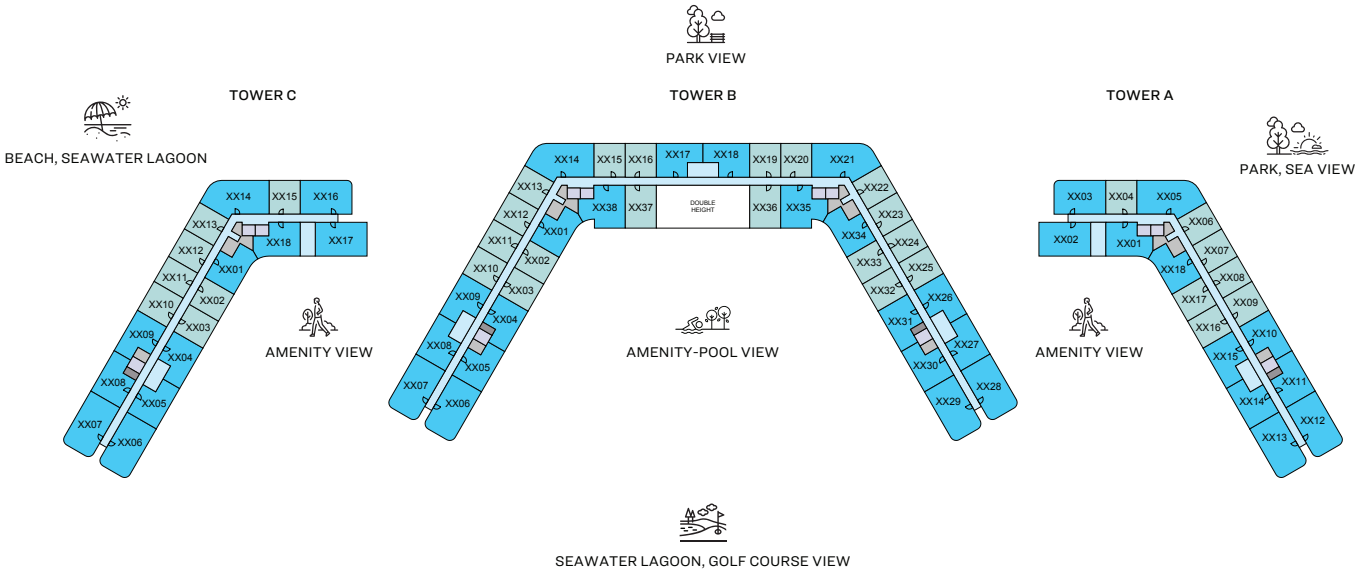 PARK VIEW
TOWER C
TOWER B
TOWER A
BEACH, SEAWATER LAGOON
PARK, SEA VIEW
XX14
XX15
XX16
XX13
XX12
XX11
XX10
XX09
XX08
XX07
XX18
XX17
XX01
XX02
XX03
XX04
XX05
XX06
XX14
XX15
XX16
XX17
XX18
XX19
XX20
XX21
XX13
XX12
XX11
XX10
XX09
XX08
XX07
XX38
XX37
DOUBLE
HEIGHT
XX36
XX35
XX01
XX02
XX03
XX04
XX05
XX06
XX22
XX23
XX24
XX25
XX26
XX27
XX28
XX34
XX33
XX32
XX31
XX30
XX29
XX03
XX04
XX05
XX02
XX01
XX06
XX07
XX08
XX09
XX10
XX11
XX12
XX18
XX17
XX16
XX15
XX14
XX13
AMENITY VIEW
AMENITY-POOL VIEW
AMENITY VIEW
SEAWATER LAGOON, GOLF COURSE VIEW